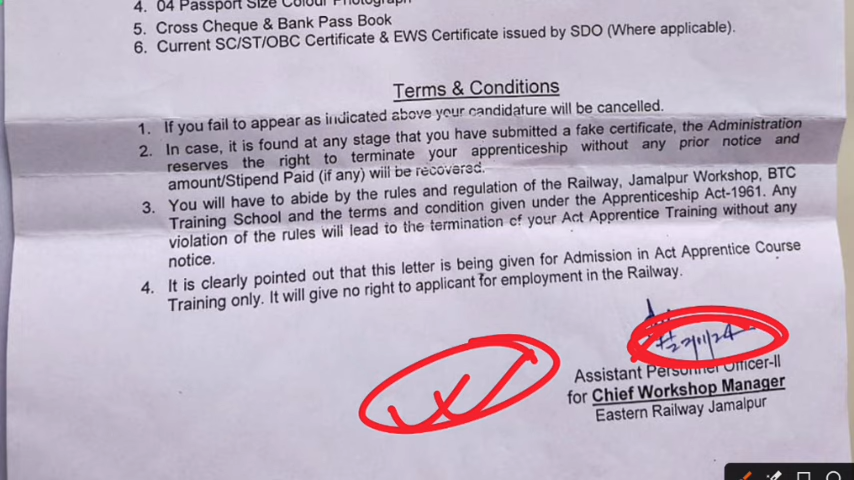 4. 04 Passport Size Colour Photograph
5. Cross Cheque & Bank Pass Book
6. Current SC/ST/OBC Certificate & EWS Certificate issued by SDO (Where applicable).
Terms & Conditions
1. If you fail to appear as indicated above your candidature will be cancelled.
2. In case, it is found at any stage that you have submitted a fake certificate, the Administration
reserves the right to terminate your apprenticeship without any prior notice and
amount/Stipend Paid (if any) will be recovered.
3. You will have to abide by the rules and regulation of the Railway, Jamalpur Workshop, BTC
Training School and the terms and condition given under the Apprenticeship Act-1961. Any
violation of the rules will lead to the termination of your Act Apprentice Training without any
notice.
4. It is clearly pointed out that this letter is being given for Admission in Act Apprentice Course
Training only. It will give no right to applicant for employment in the Railway.
Assistant Personnel Officer-II
for Chief Workshop Manager
Eastern Railway Jamalpur